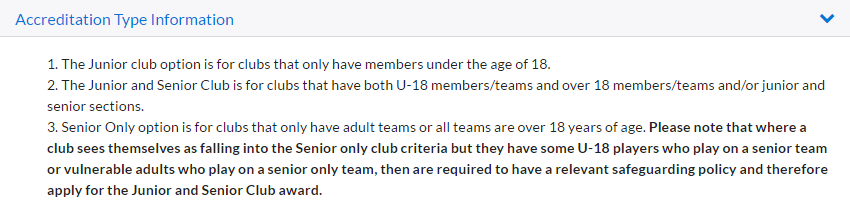 Accreditation Type Information
1. The Junior club option is for clubs that only have members under the age of 18.
2. The Junior and Senior Club is for clubs that have both U-18 members/teams and over 18 members/teams and/or junior and
senior sections.
3. Senior Only option is for clubs that only have adult teams or all teams are over 18 years of age. Please note that where a
club sees themselves as falling into the Senior only club criteria but they have some U-18 players who play on a senior team
or vulnerable adults who play on a senior only team, then are required to have a relevant safeguarding policy and therefore
apply for the Junior and Senior Club award.